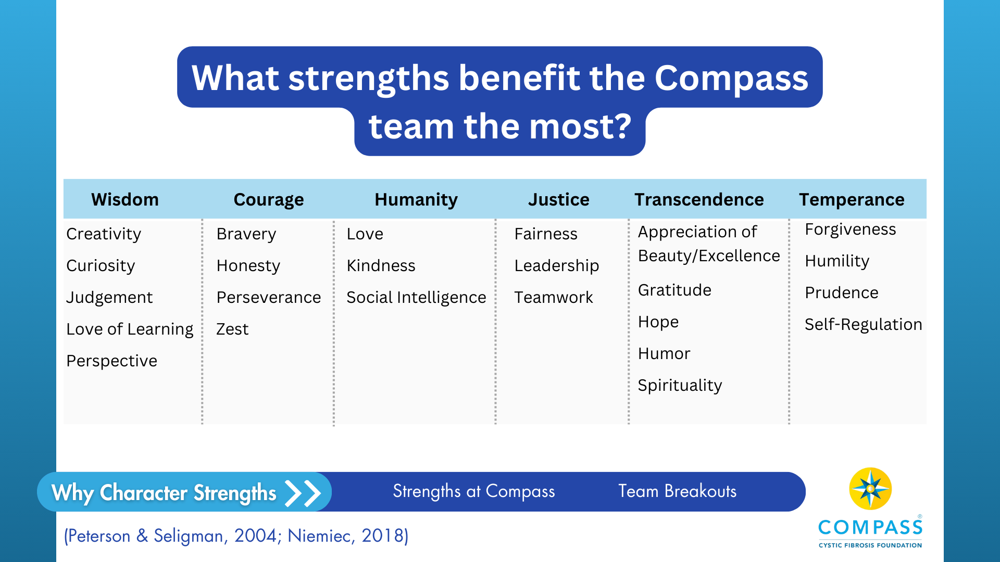 What strengths benefit the Compass
team the most?
Wisdom Courage Humanity Justice Transcendence Temperance
Creativity
Curiosity
Judgement
Love of Learning
Perspective
Bravery
Honesty
Perseverance
Zest
Love
Kindness
Social Intelligence
Fairness
Leadership
Teamwork
Appreciation of
Beauty/Excellence
Gratitude
Hope
Humor
Spirituality
Forgiveness
Humility
Prudence
Self-Regulation
Why Character Strengths
Strengths at Compass
Team Breakouts
(Peterson & Seligman, 2004; Niemiec, 2018)
COMPASS®
CYSTIC FIBROSIS FOUNDATION